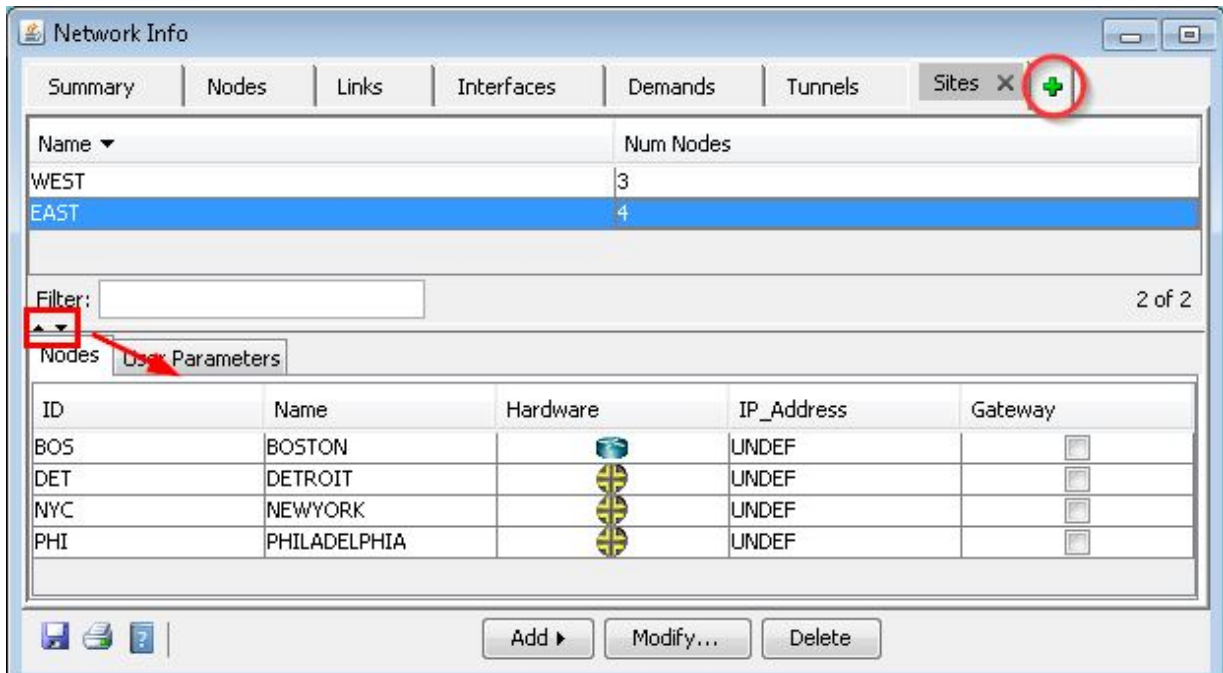 Network Info
Summary Nodes Links Interfaces Demands Tunnels Sites
Name Num Nodes
WEST 3
EAST 4
Filter: 2 of 2
Nodes User Parameters
ID Name Hardware IP_Address Gateway
BOS BOSTON UNDEF
DET DETROIT UNDEF
NYC NEWYORK UNDEF
PHI PHILADELPHIA UNDEF
? Add Modify... Delete